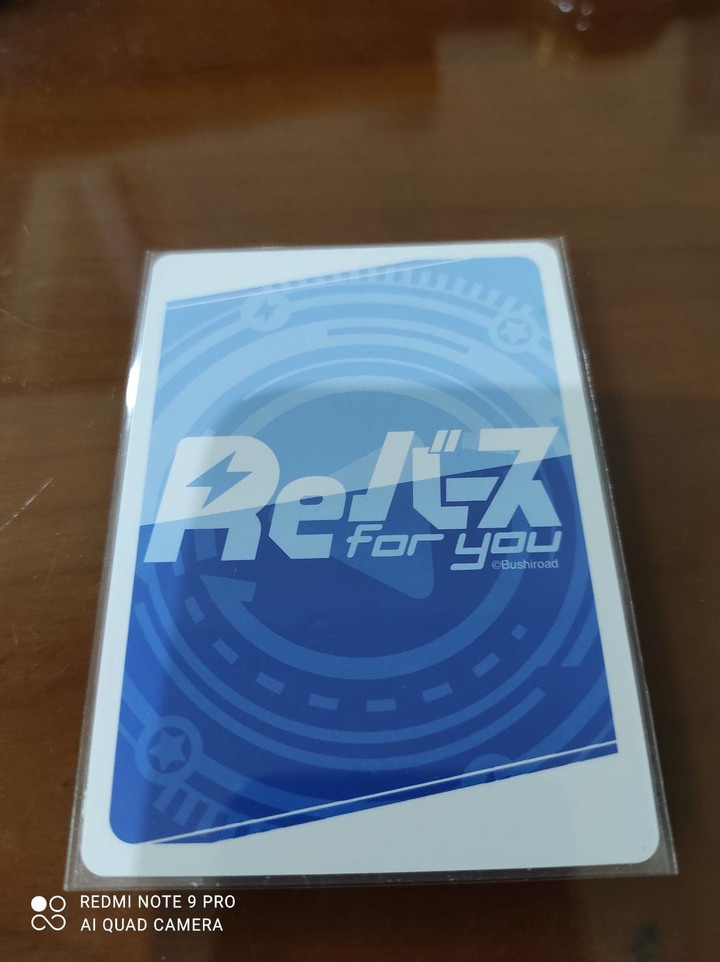 Reバース
for you
©Bushiroad
REDMI NOTE 9 PRO
AI QUAD CAMERA